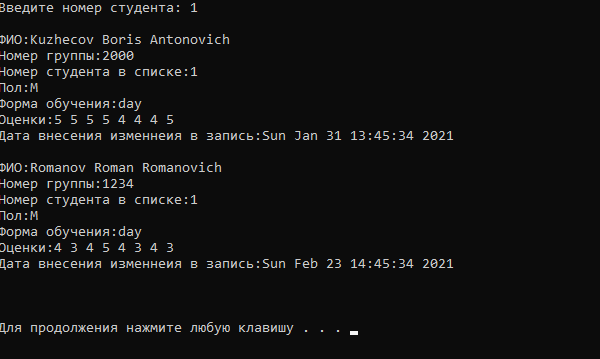 Введите номер студента: 1
ФИО:Kuzhecov Boris Antonovich
Номер группы:2000
Номер студента в списке:1
Пол:М
Форма обучения:day
Оценки:5 5 5 5 4 4 4 5
Дата внесения изменнеия в запись:Sun Jan 31 13:45:34 2021
ФИО:Romanov Roman Romanovich
Номер группы:1234
Номер студента в списке:1
Пол:М
Форма обучения:day
Оценки:4 3 4 5 4 3 4 3
Дата внесения изменнеия в запись:Sun Feb 23 14:45:34 2021
Для продолжения нажмите любую клавишу . . .